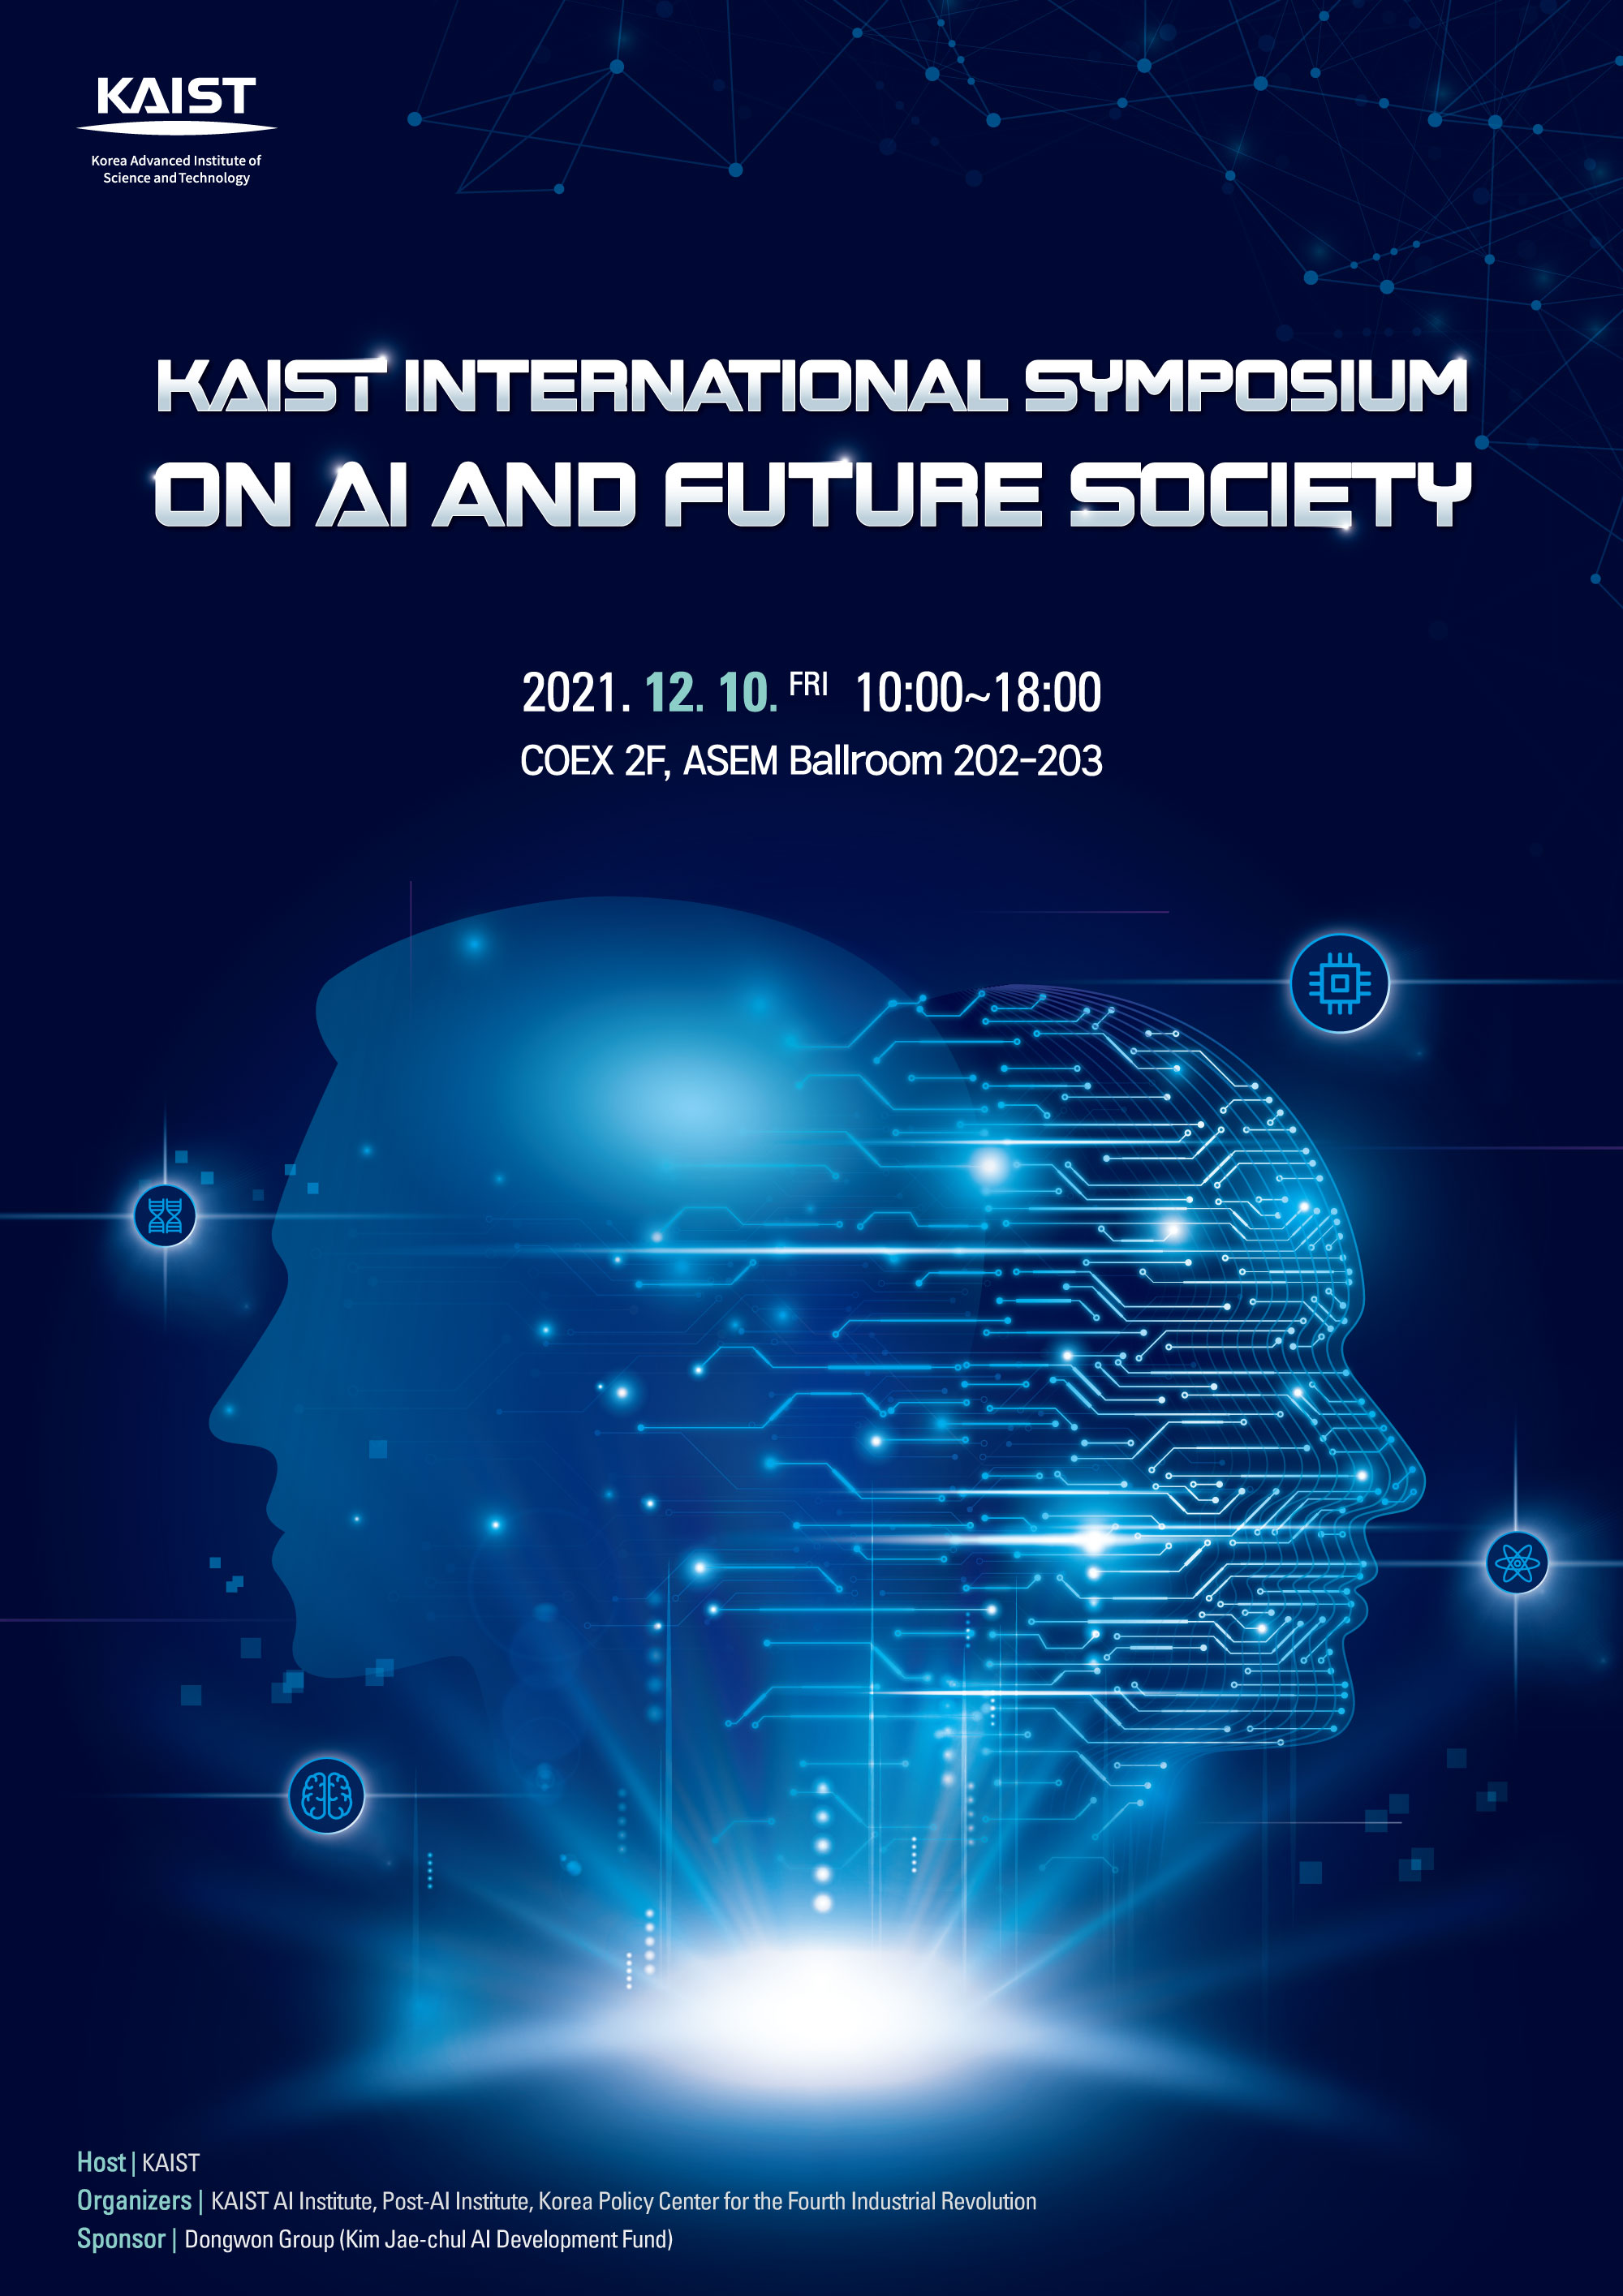 KAIST
Korea Advanced Institute of
Science and Technology
KAIST INTERNATIONAL SYMPOSIUM
ON AI AND FUTURE SOCIETY
2021. 12. 10. FRI 10:00~18:00
COEX 2F, ASEM Ballroom 202-203
Host | KAIST
Organizers | KAIST AI Institute, Post-AI Institute, Korea Policy Center for the Fourth Industrial Revolution
Sponsor | Dongwon Group (Kim Jae-chul AI Development Fund)